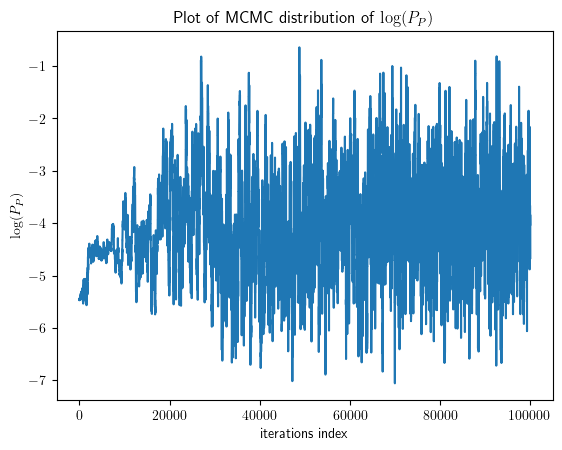 Plot of MCMC distribution of log(P_P)
log(P_P)
−1
−2
−3
−4
−5
−6
−7
0 20000 40000 60000 80000 100000
iterations index